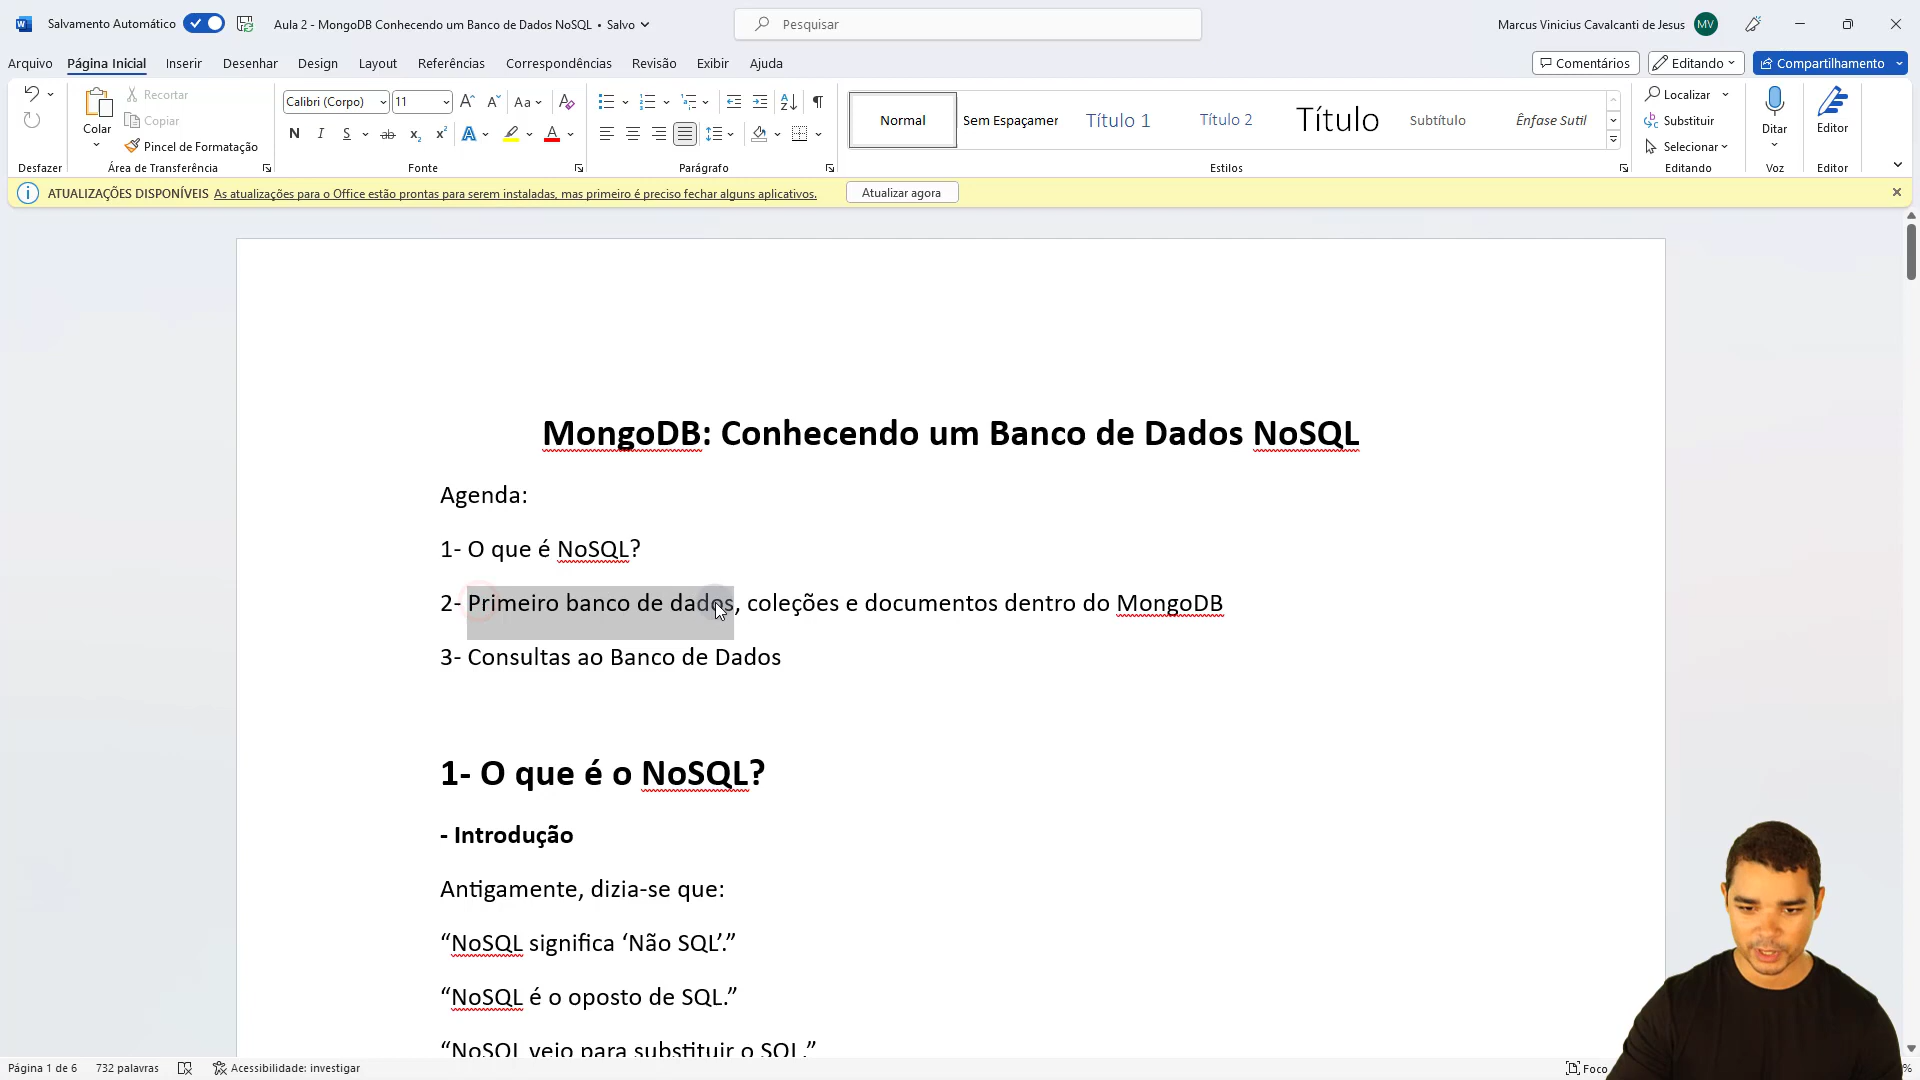 Salvamento Automático
Aula 2 - MongoDB Conhecendo um Banco de Dados NoSQL • Salvo
Pesquisar
Marcus Vinicius Cavalcanti de Jesus
MV
Arquivo
Página Inicial
Inserir
Desenhar
Design
Layout
Referências
Correspondências
Revisão
Exibir
Ajuda
Comentários
Editando
Compartilhamento
Colar
Recortar
Copiar
Pincel de Formatação
Calibri (Corpo)
11
Normal
Sem Espaçamer
Título 1
Título 2
Título
Subtítulo
Ênfase Sutil
Localizar
Substituir
Selecionar
Ditar
Editor
Desfazer
Área de Transferência
Fonte
Parágrafo
Estilos
Editando
Voz
Editor
ATUALIZAÇÕES DISPONÍVEIS As atualizações para o Office estão prontas para serem instaladas, mas primeiro é preciso fechar alguns aplicativos.
Atualizar agora
MongoDB: Conhecendo um Banco de Dados NoSQL
Agenda:
1- O que é NoSQL?
2- Primeiro banco de dados, coleções e documentos dentro do MongoDB
3- Consultas ao Banco de Dados
1- O que é o NoSQL?
- Introdução
Antigamente, dizia-se que:
“NoSQL significa ‘Não SQL’.”
“NoSQL é o oposto de SQL.”
“NoSQL veio para substituir o SQL.”
Página 1 de 6
732 palavras
Acessibilidade: investigar
Foco
%